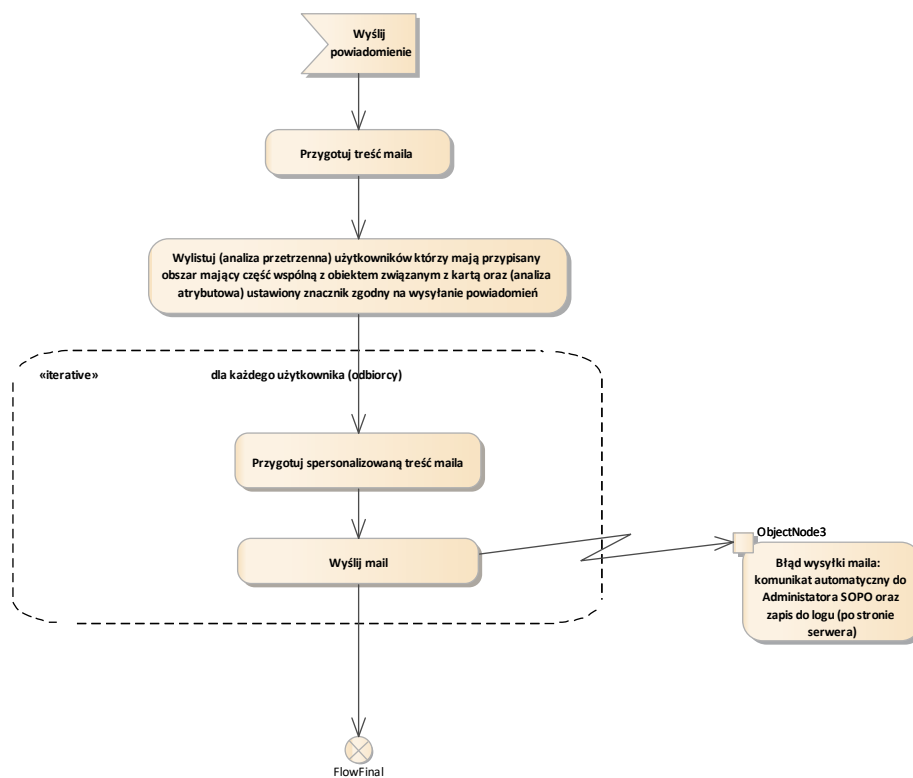 Wyślij
powiadomienie
Przygotuj treść maila
Wylistuj (analiza przetrzenna) użytkowników którzy mają przypisany
obszar mający część wspólną z obiektem związanym z kartą oraz (analiza
atrybutowa) ustawiony znacznik zgodny na wysyłanie powiadomień
«iterative»
dla każdego użytkownika (odbiorcy)
Przygotuj spersonalizowaną treść maila
Wyślij mail
ObjectNode3
Błąd wysyłki maila:
komunikat automatyczny do
Administatora SOPO oraz
zapis do logu (po stronie
serwera)
FlowFinal